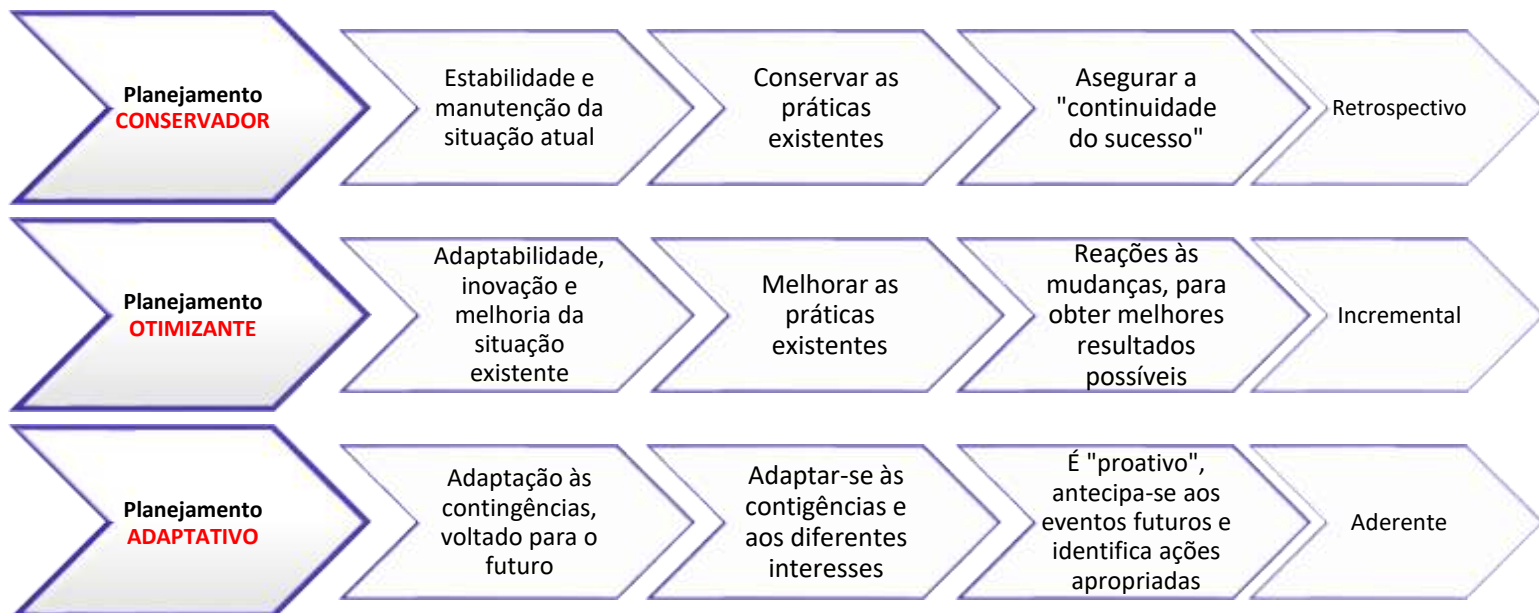 Planejamento
CONSERVADOR
Estabilidade e
manutenção da
situação atual
Conservar as
práticas
existentes
Asegurar a
"continuidade
do sucesso"
Retrospectivo
Planejamento
OTIMIZANTE
Adaptabilidade,
inovação e
melhoria da
situação
existente
Melhorar as
práticas
existentes
Reações às
mudanças, para
obter melhores
resultados
possíveis
Incremental
Planejamento
ADAPTATIVO
Adaptação às
contingências,
voltado para o
futuro
Adaptar-se às
contigências e
aos diferentes
interesses
É "proativo",
antecipa-se aos
eventos futuros e
identifica ações
apropriadas
Aderente